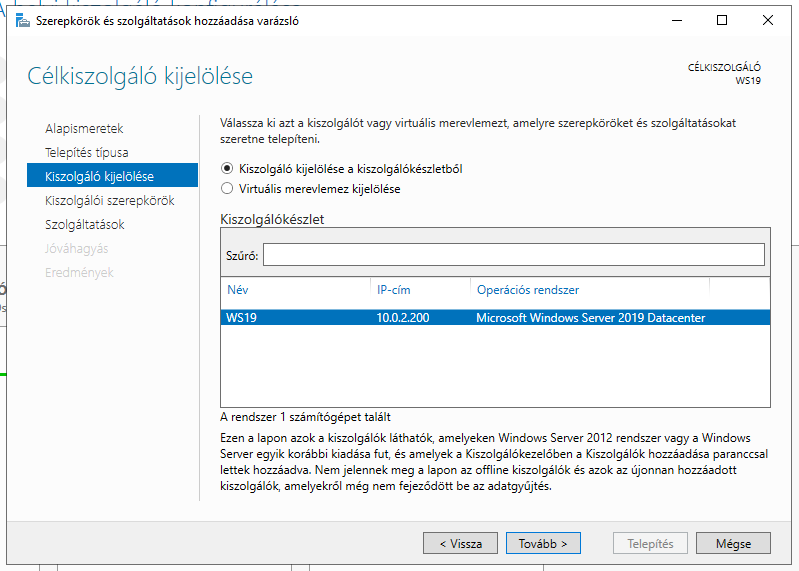 Szerepkörök és szolgáltatások hozzáadása varázsló
Célkiszolgáló kijelölése
CÉLKISZOLGÁLÓ
WS19
Alapismeretek
Telepítés típusa
Kiszolgáló kijelölése
Kiszolgálói szerepkörök
Szolgáltatások
Jóváhagyás
Eredmények
Válassza ki azt a kiszolgálót vagy virtuális merevlemezt, amelyre szerepköröket és szolgáltatásokat
szeretne telepíteni.
Kiszolgáló kijelölése a kiszolgálókészletből
Virtuális merevlemez kijelölése
Kiszolgálókészlet
Szűrő:
Név IP-cím Operációs rendszer
WS19 10.0.2.200 Microsoft Windows Server 2019 Datacenter
A rendszer 1 számítógépet talált
Ezen a lapon azok a kiszolgálók láthatók, amelyeken Windows Server 2012 rendszer vagy a Windows
Server egyik korábbi kiadása fut, és amelyek a Kiszolgálókezelőben a Kiszolgálók hozzáadása paranccsal
lettek hozzáadva. Nem jelennek meg a lapon az offline kiszolgálók és azok az újonnan hozzáadott
kiszolgálók, amelyekről még nem fejeződött be az adatgyűjtés.
< Vissza Tovább > Telepítés Mégse